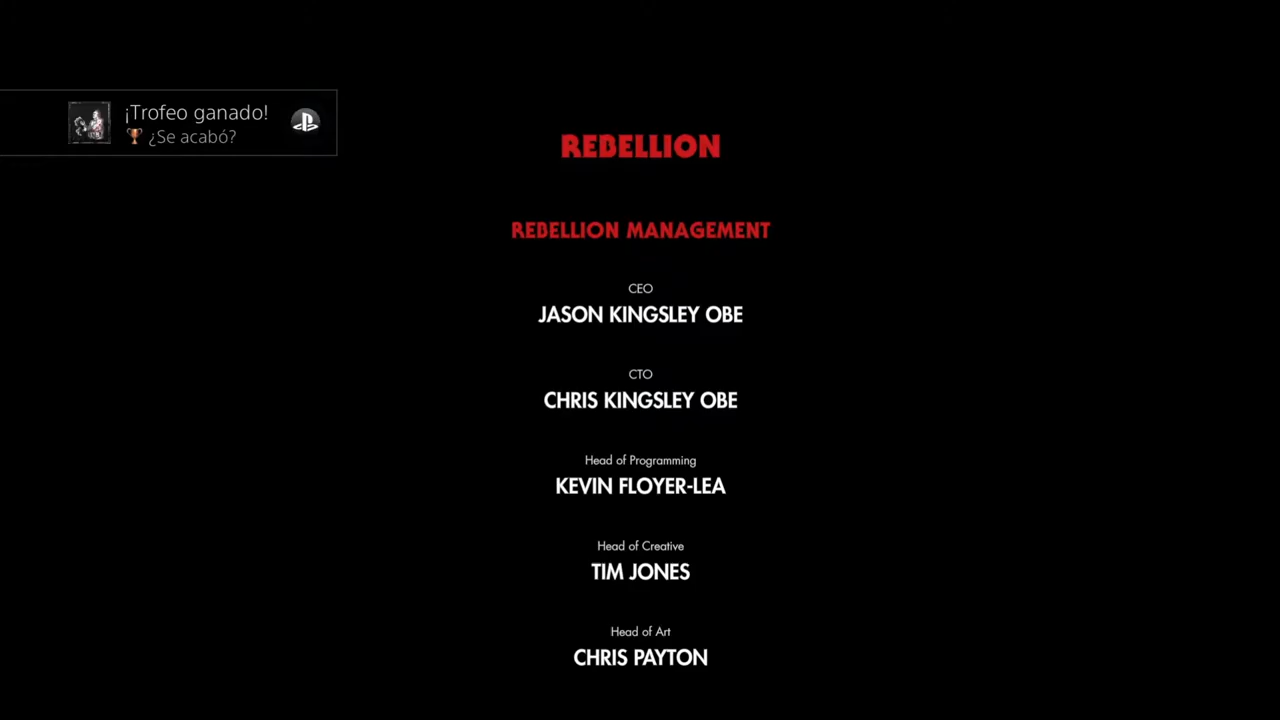 ¡Trofeo ganado!
¿Se acabó?
REBELLION
REBELLION MANAGEMENT
CEO
JASON KINGSLEY OBE
CTO
CHRIS KINGSLEY OBE
Head of Programming
KEVIN FLOYER-LEA
Head of Creative
TIM JONES
Head of Art
CHRIS PAYTON